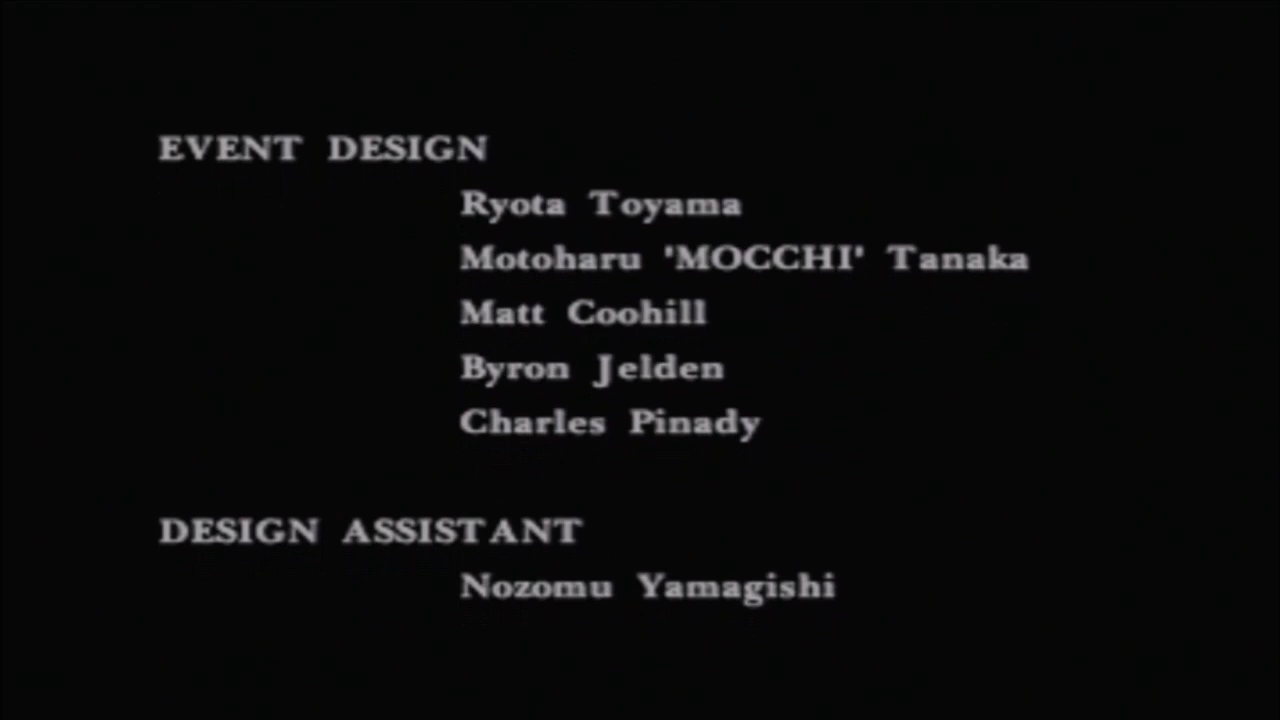 EVENT DESIGN
Ryota Toyama
Motoharu 'MOCCHI' Tanaka
Matt Coohill
Byron Jelden
Charles Pinady
DESIGN ASSISTANT
Nozomu Yamagishi